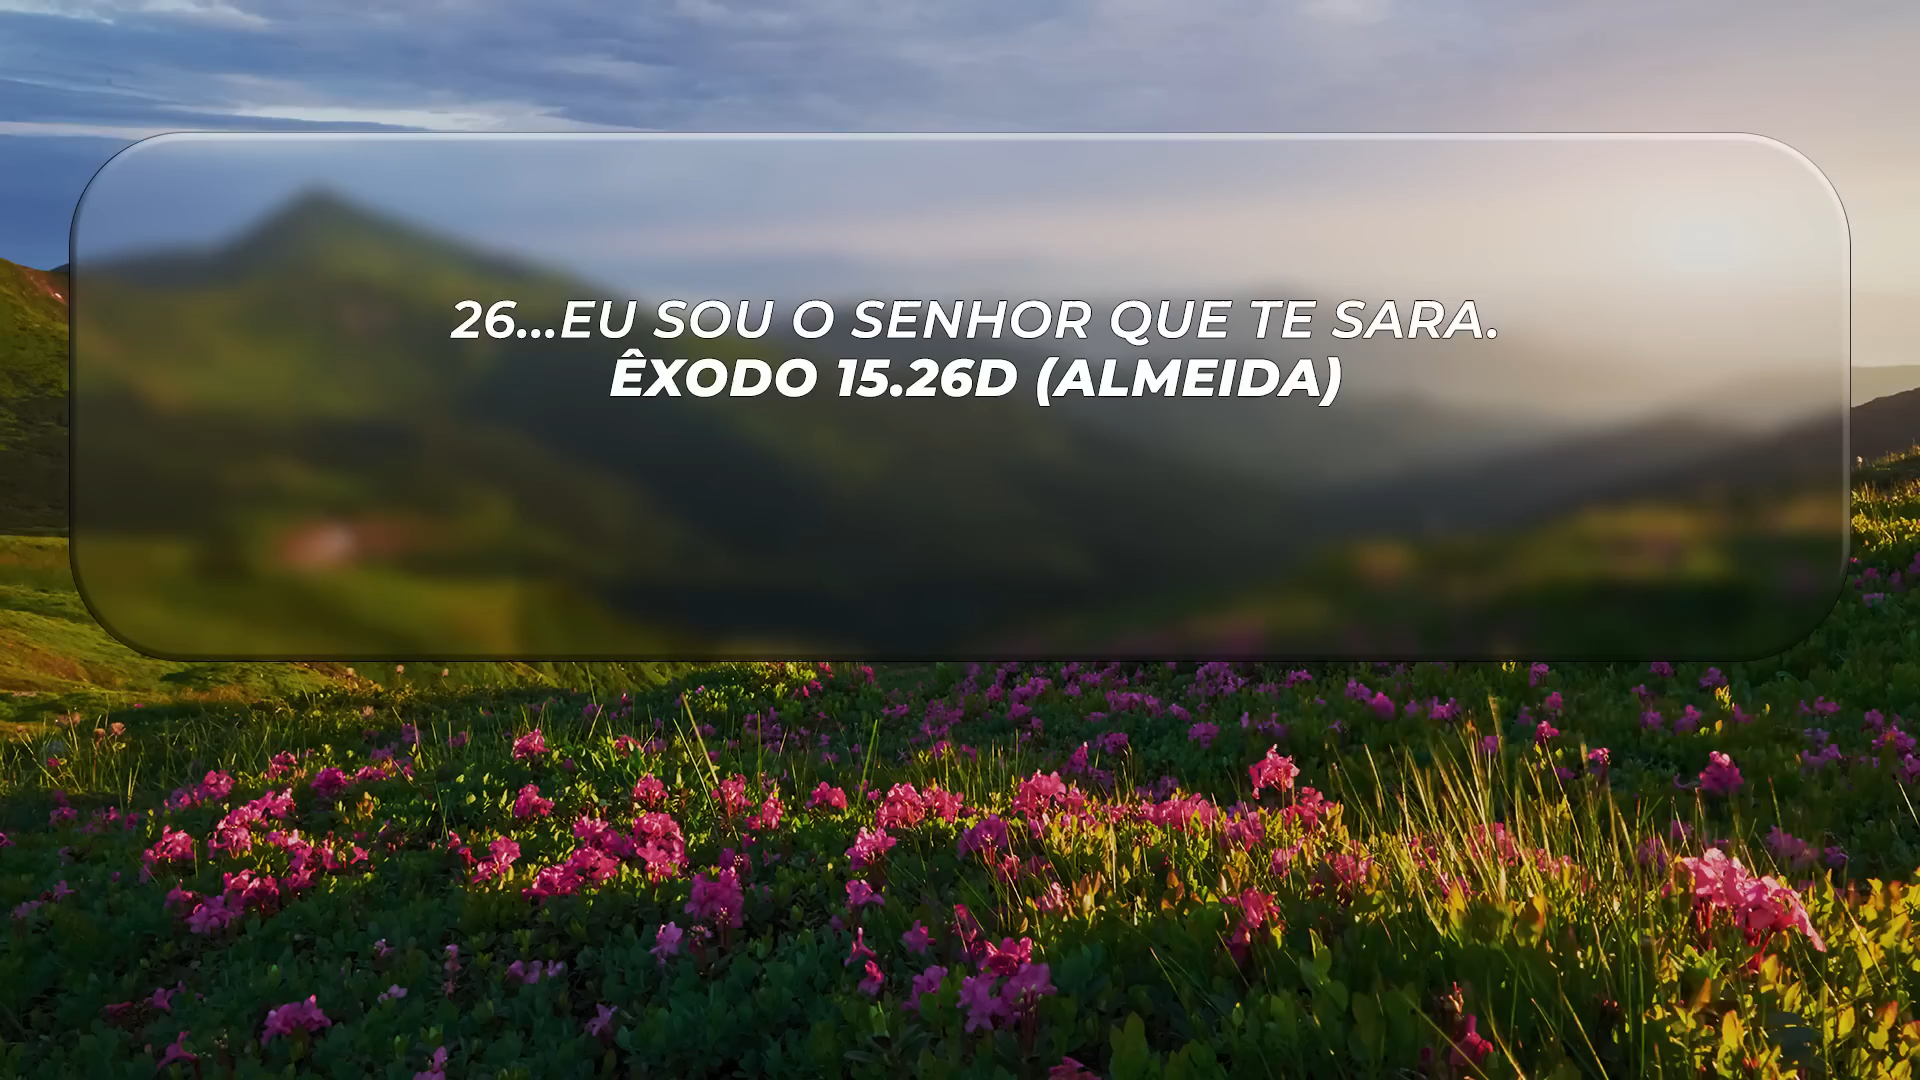 26...EU SOU O SENHOR QUE TE SARA.
ÊXODO 15.26D (ALMEIDA)